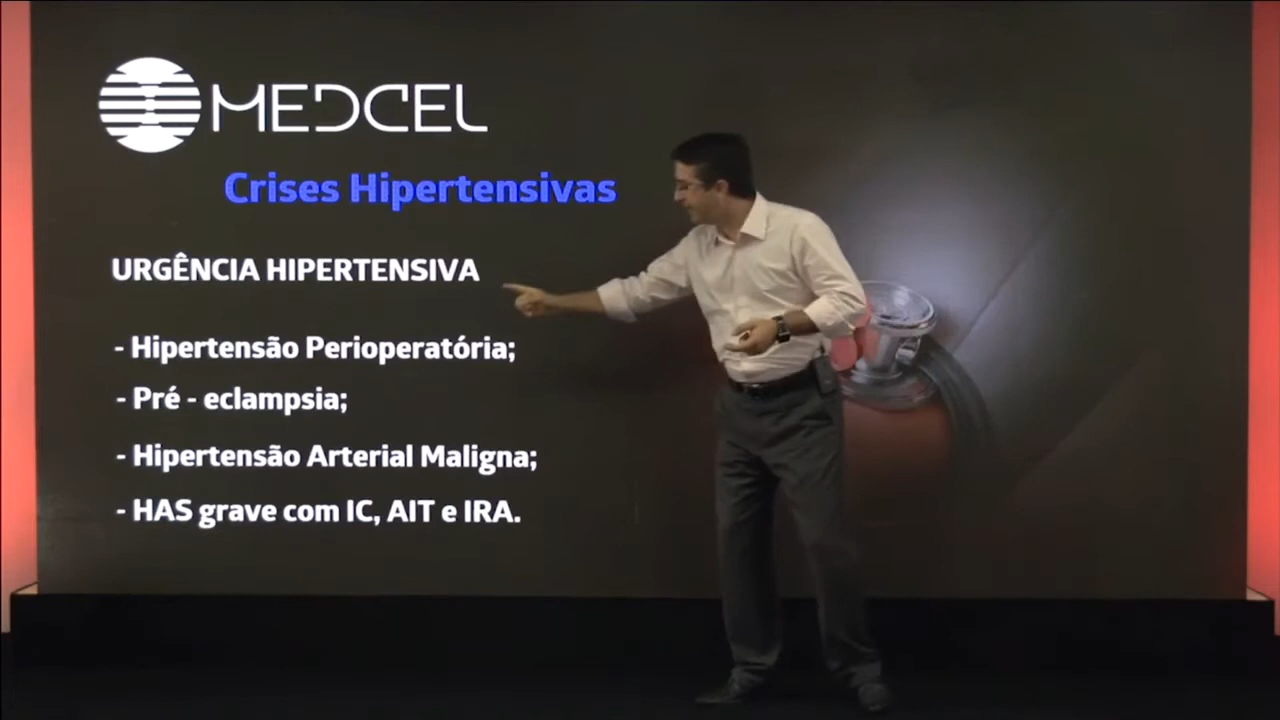 MEDCEL
Crises Hipertensivas
URGÊNCIA HIPERTENSIVA
- Hipertensão Perioperatória;
- Pré - eclampsia;
- Hipertensão Arterial Maligna;
- HAS grave com IC, AIT e IRA.